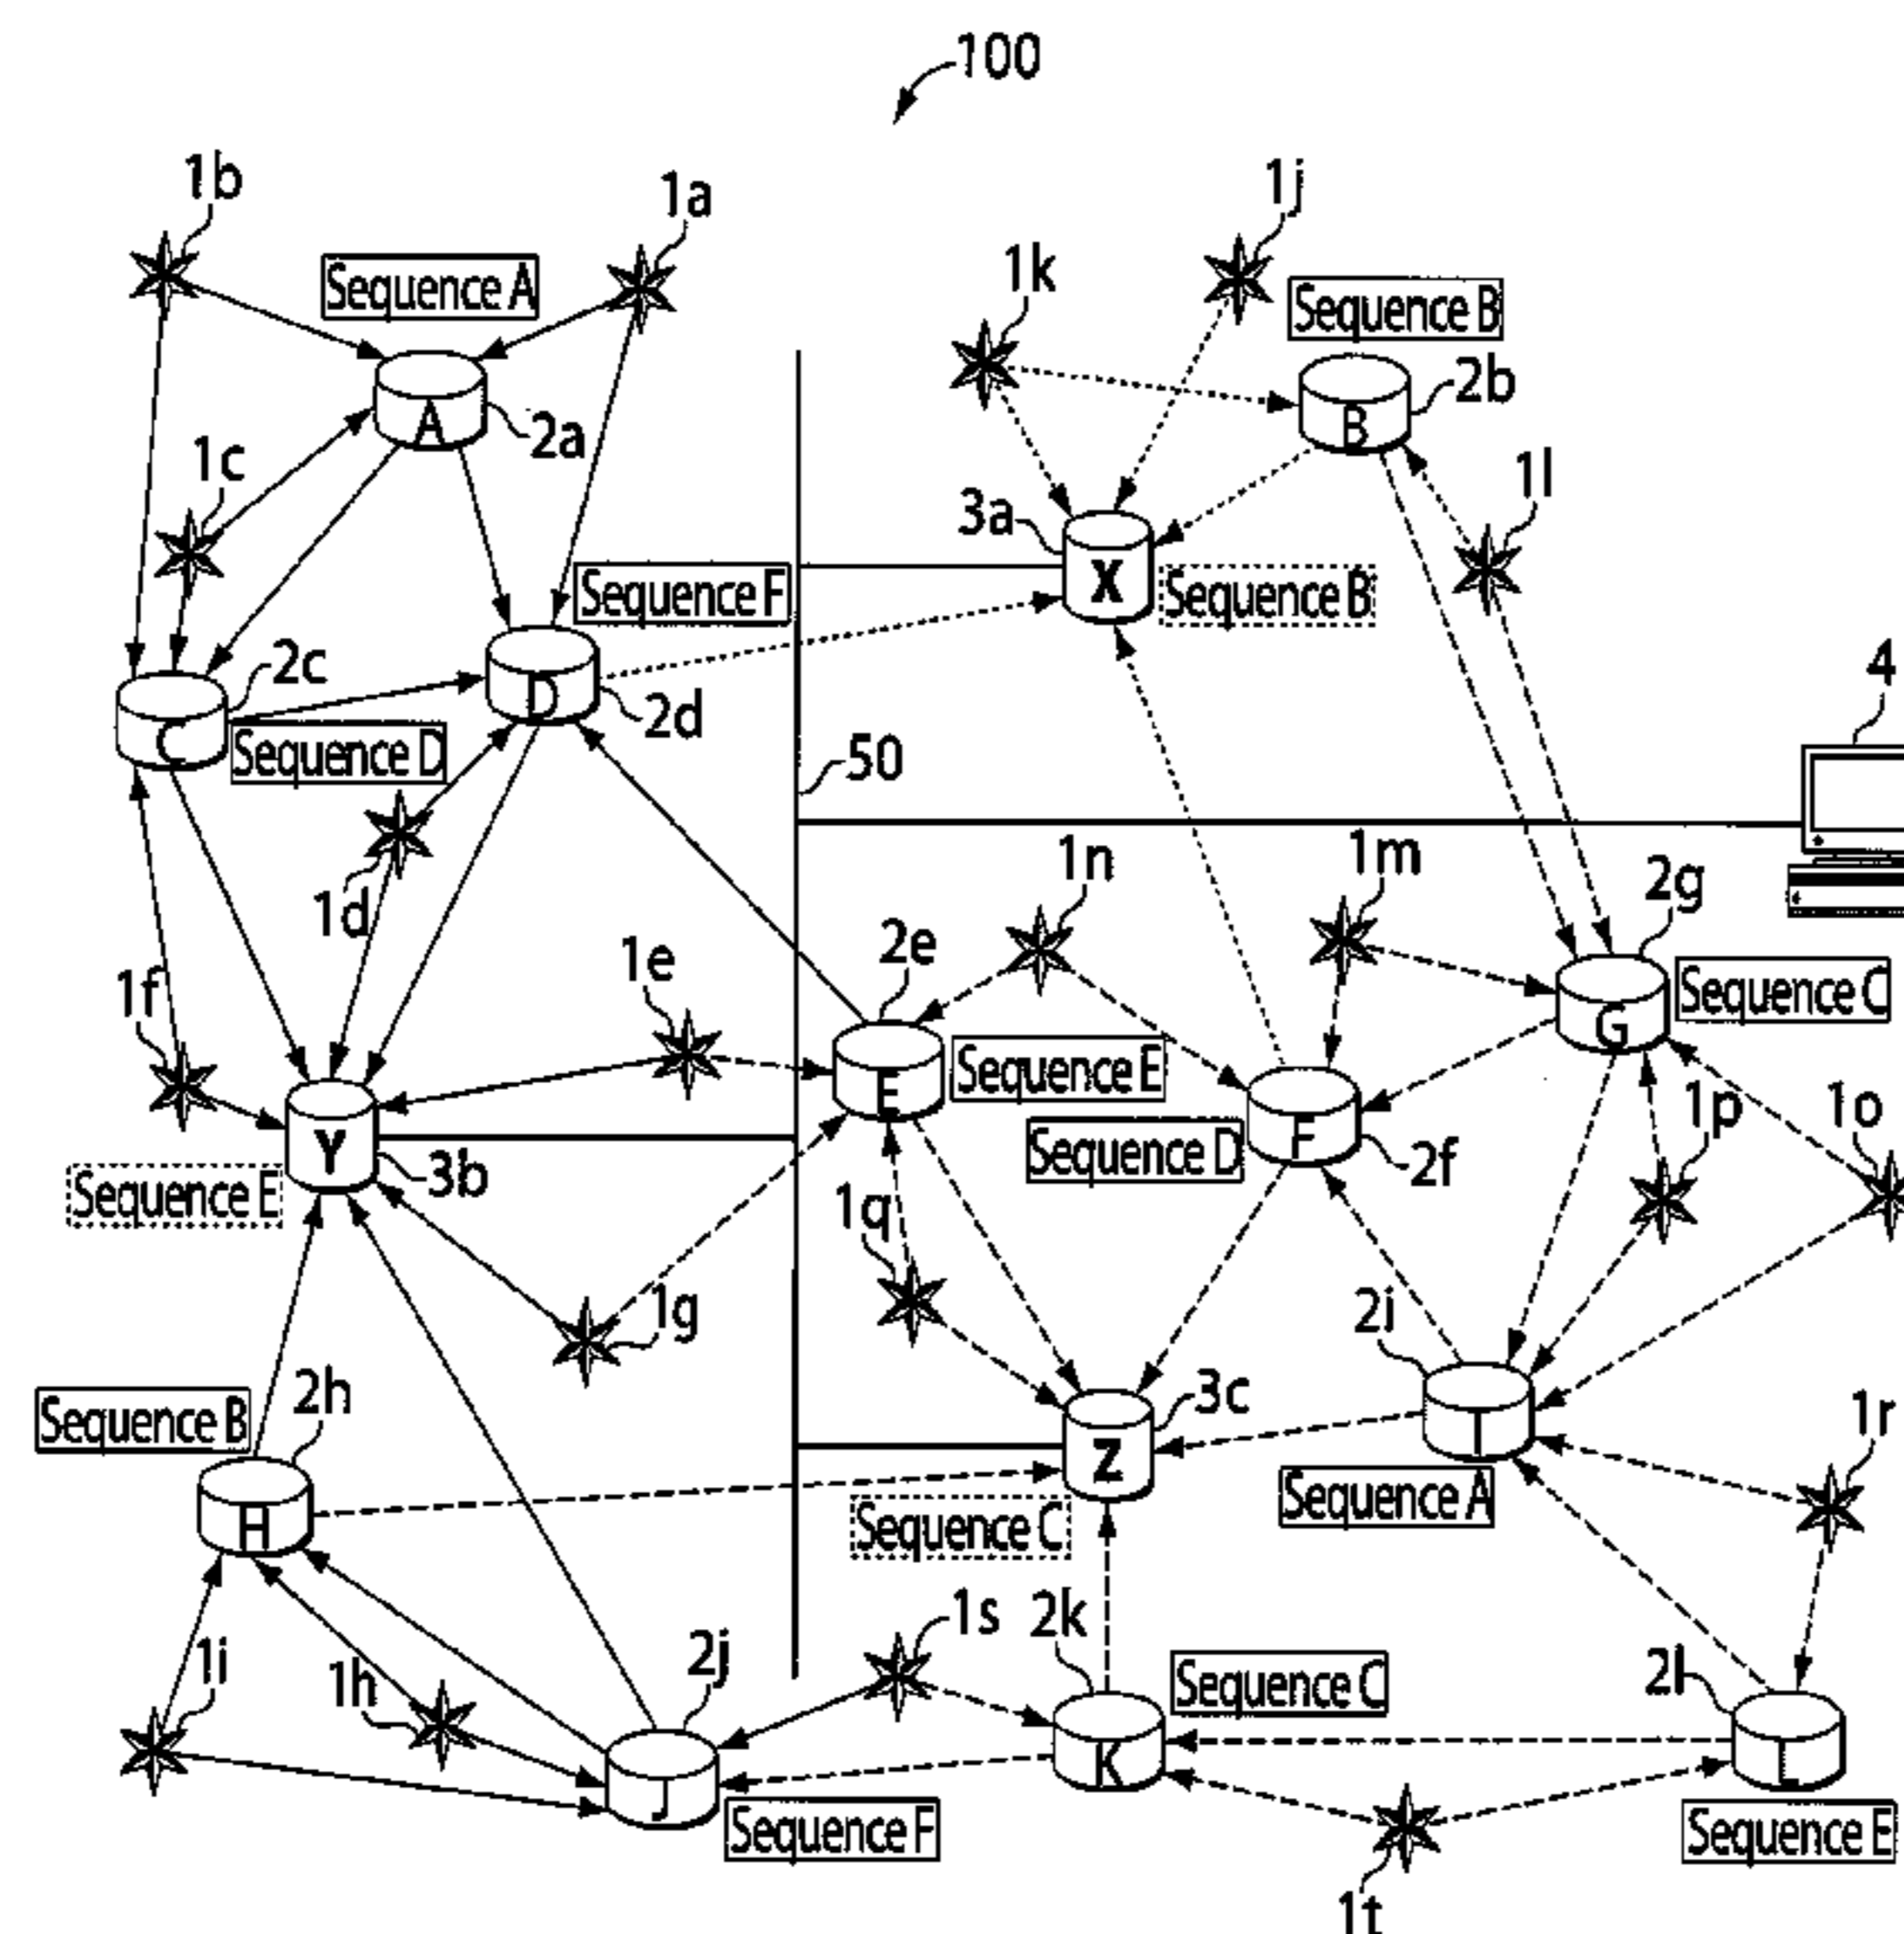 100
1b
1a
1j
1k
Sequence A
Sequence B
A
2a
B
2b
1c
1l
3a
X
Sequence F
Sequence B
2c
C
D
2d
4
Sequence D
50
1d
1n
1m
2g
1f
1e
2e
G
Sequence C
E
Sequence E
F
1p
1o
Y
3b
Sequence D
2f
Sequence E
1q
1g
2i
Sequence B
2h
3c
I
1r
Z
Sequence A
H
Sequence C
1s
2k
1i
1h
2j
Sequence C
2l
J
K
L
Sequence F
Sequence E
1t